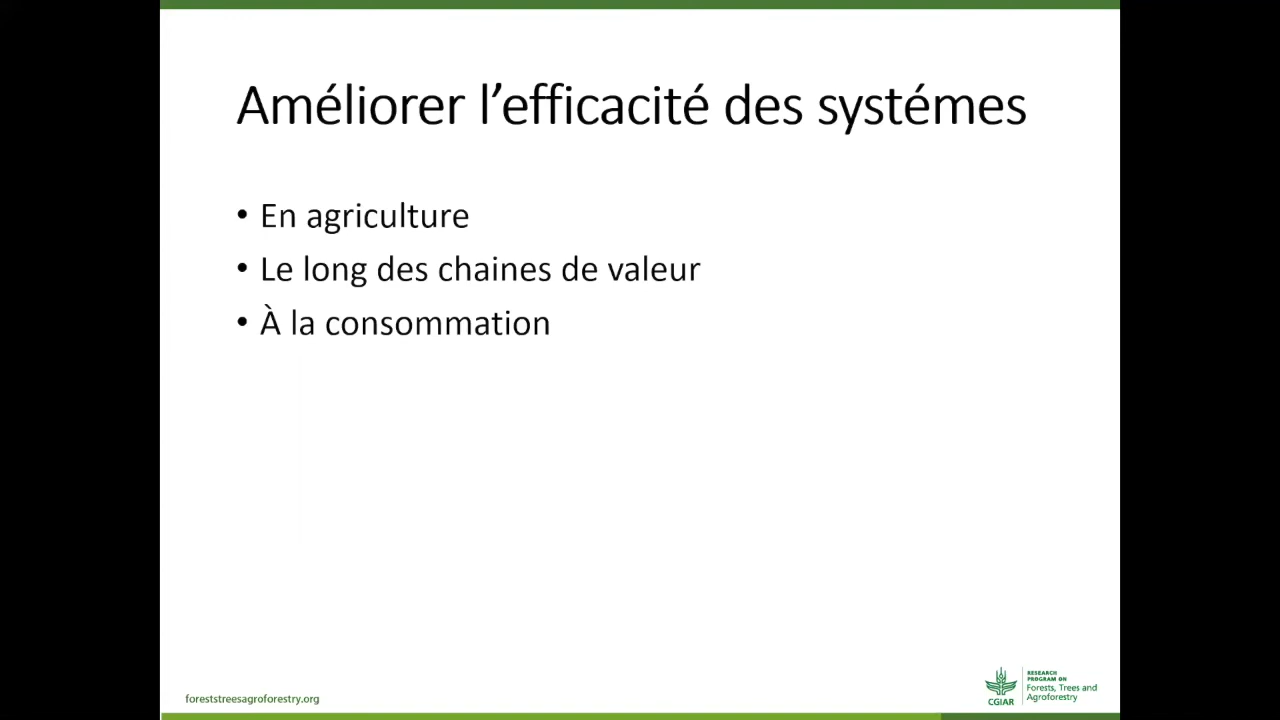 Améliorer l’efficacité des systémes
• En agriculture
• Le long des chaines de valeur
• À la consommation
foreststreesagroforestry.org
CGIAR
RESEARCH
PROGRAM ON
Forests, Trees and
Agroforestry